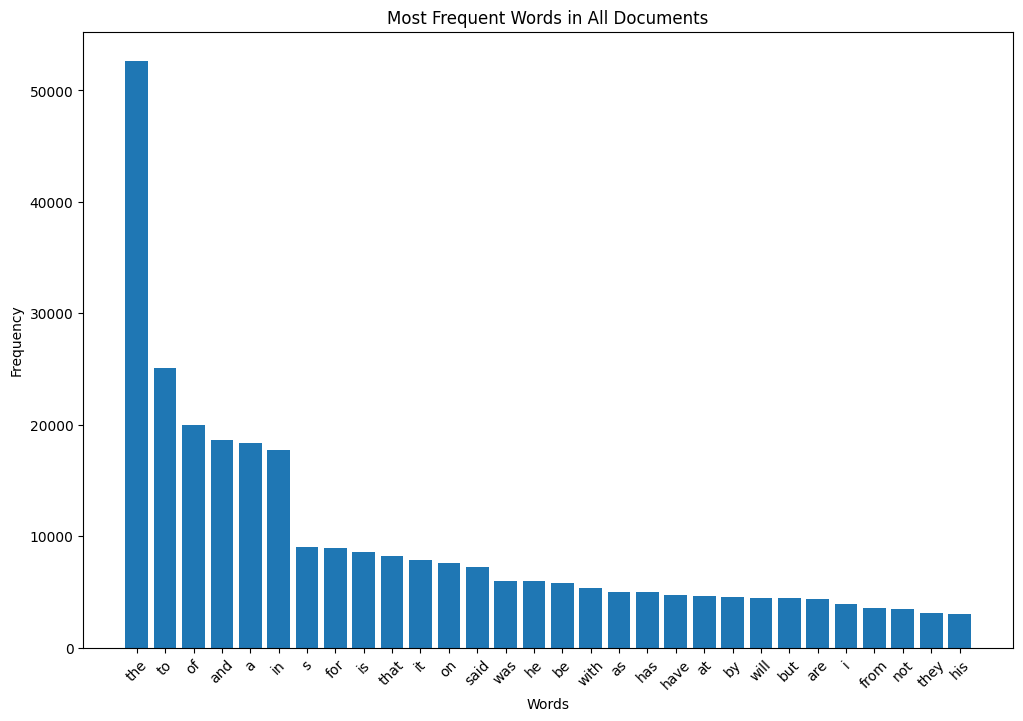 Most Frequent Words in All Documents
Frequency
50000
40000
30000
20000
10000
0
the to of and a in s for is that it on said was he be with as has have at by will but are i from not they his
Words